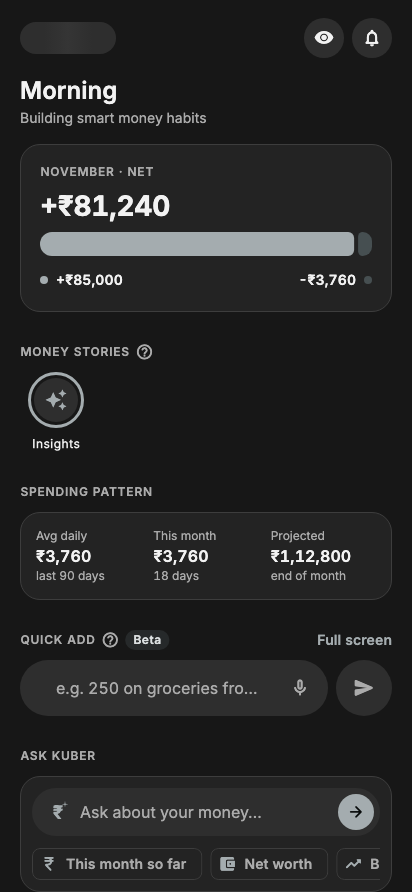 Morning
Building smart money habits
NOVEMBER · NET
+₹81,240
+₹85,000
-₹3,760
MONEY STORIES
Insights
SPENDING PATTERN
Avg daily This month Projected
₹3,760 ₹3,760 ₹1,12,800
last 90 days 18 days end of month
QUICK ADD Beta Full screen
e.g. 250 on groceries fro...
ASK KUBER
Ask about your money...
₹ This month so far Net worth B